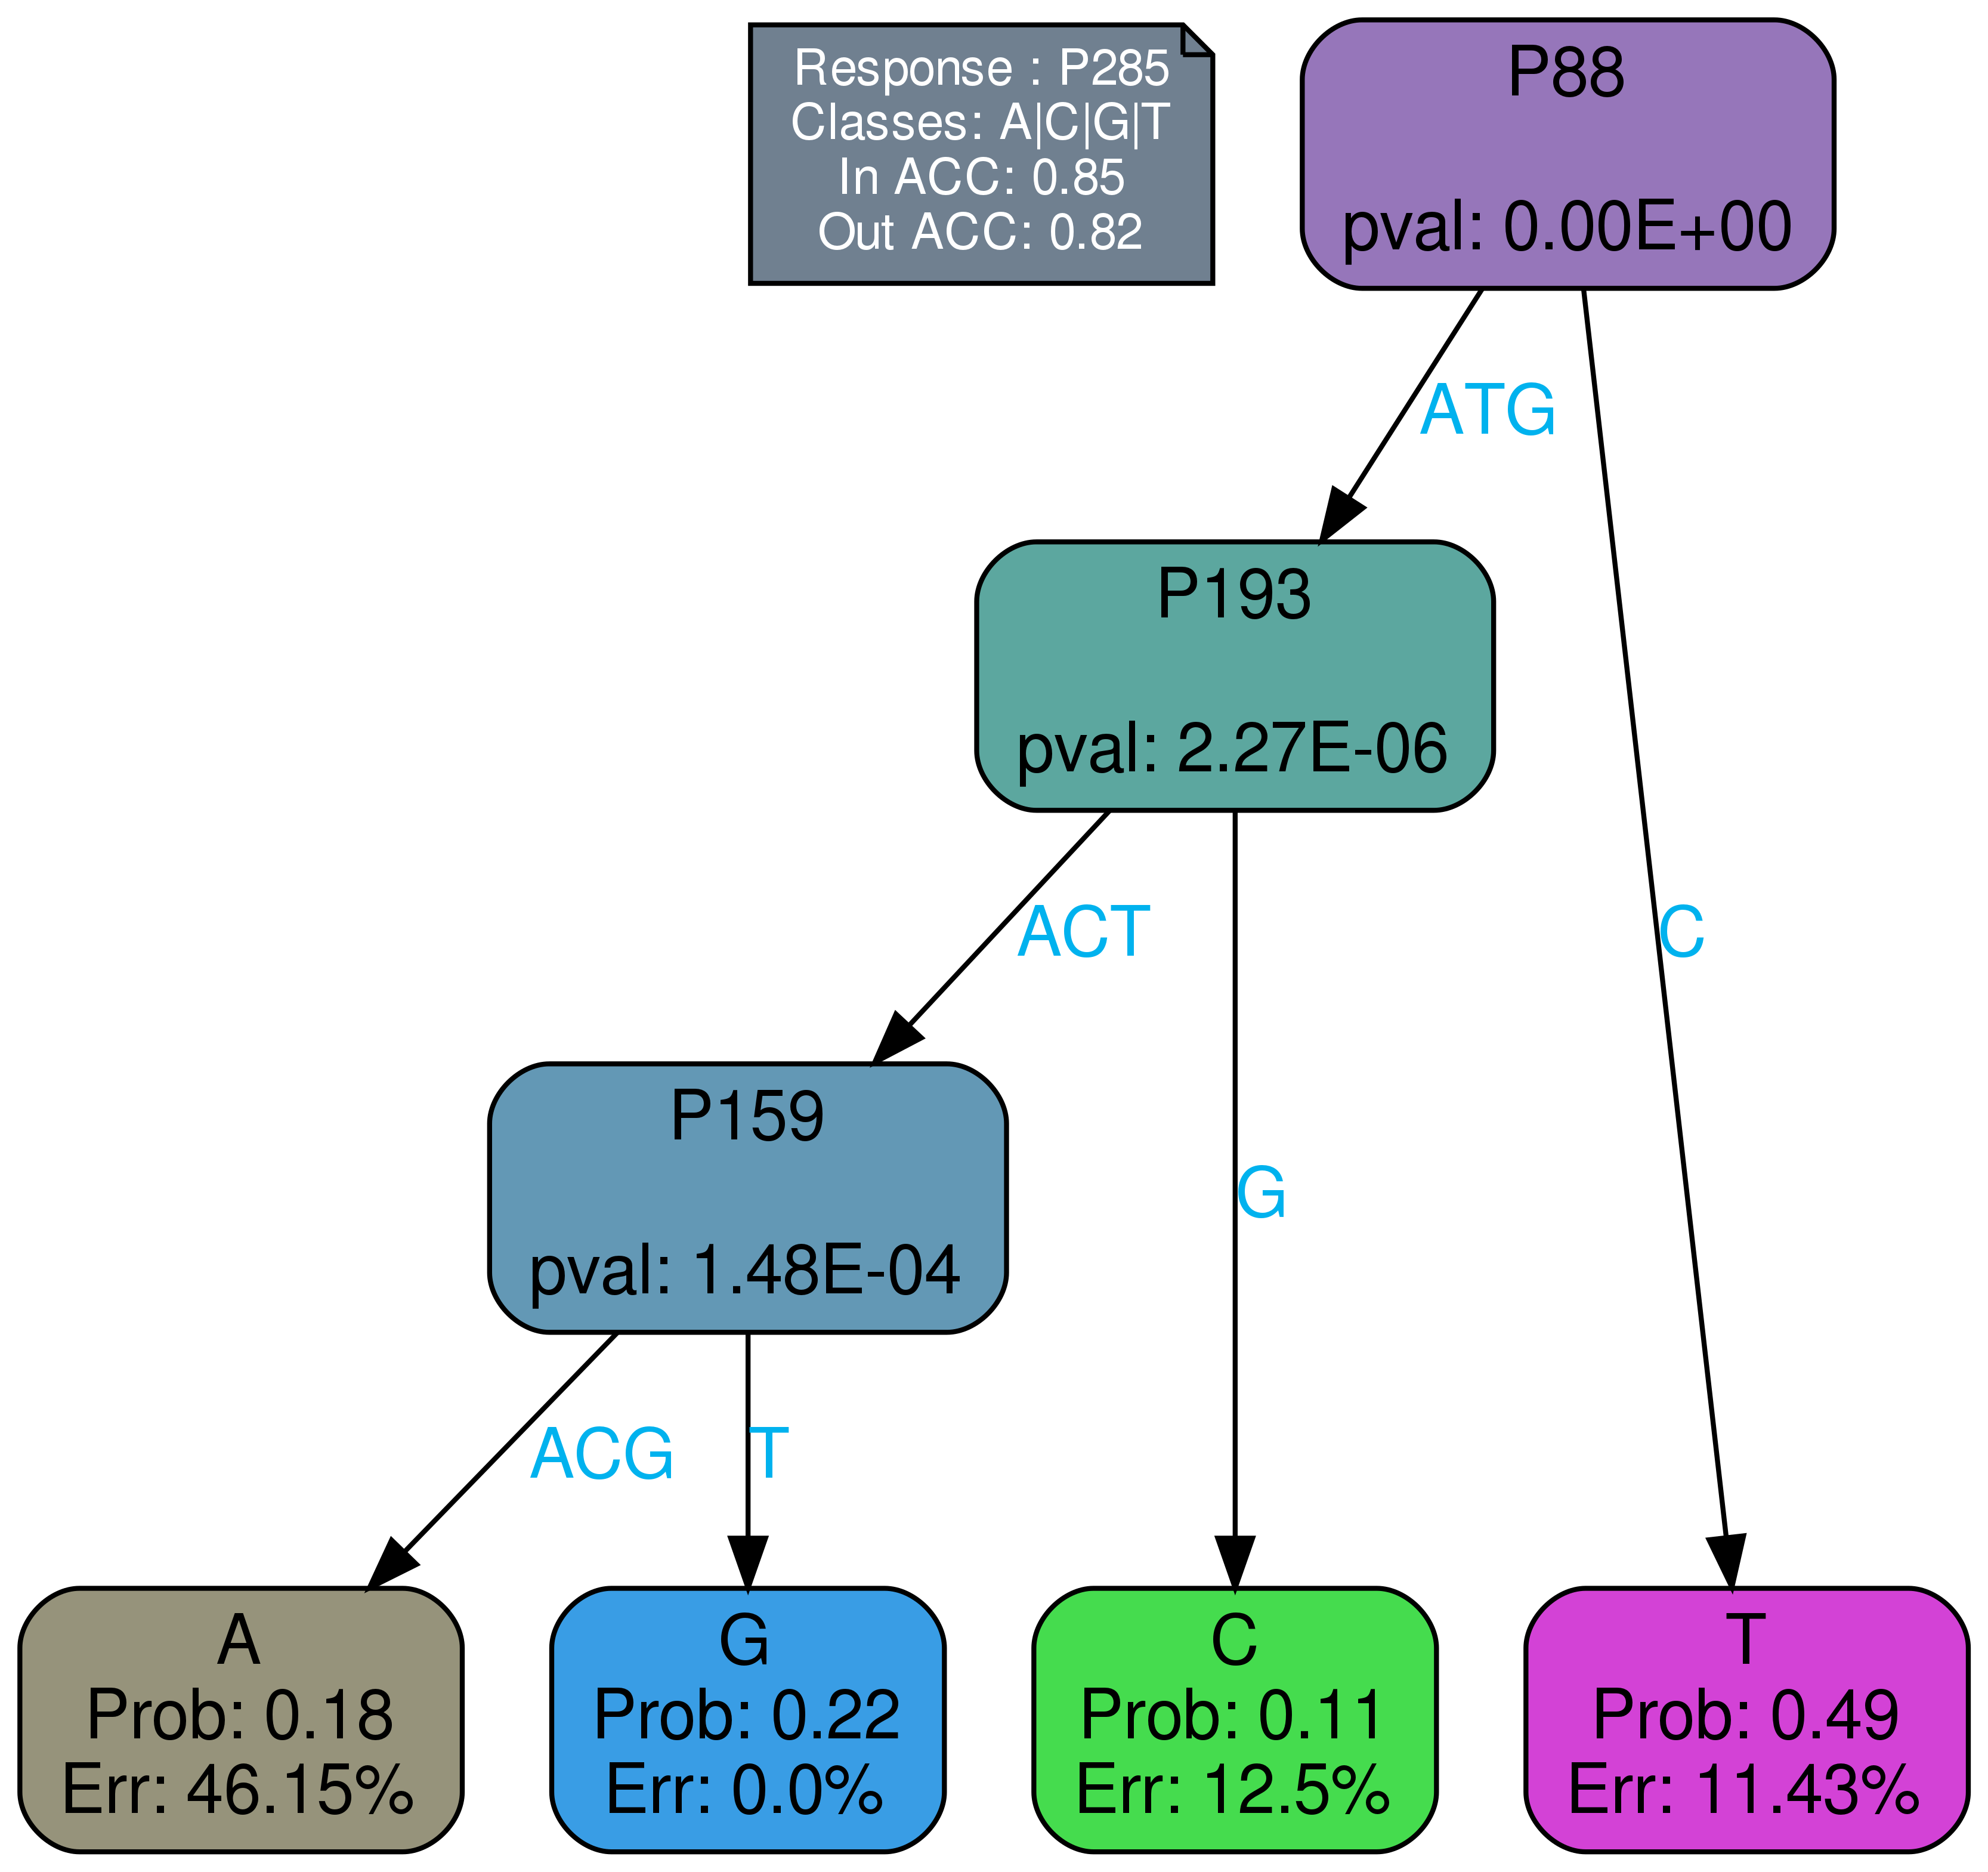 Response : P285
Classes: A|C|G|T
In ACC: 0.85
Out ACC: 0.82
P88
pval: 0.00E+00
ATG
P193
pval: 2.27E-06
ACT
C
P159
pval: 1.48E-04
G
ACG
T
A
Prob: 0.18
Err: 46.15%
G
Prob: 0.22
Err: 0.0%
C
Prob: 0.11
Err: 12.5%
T
Prob: 0.49
Err: 11.43%